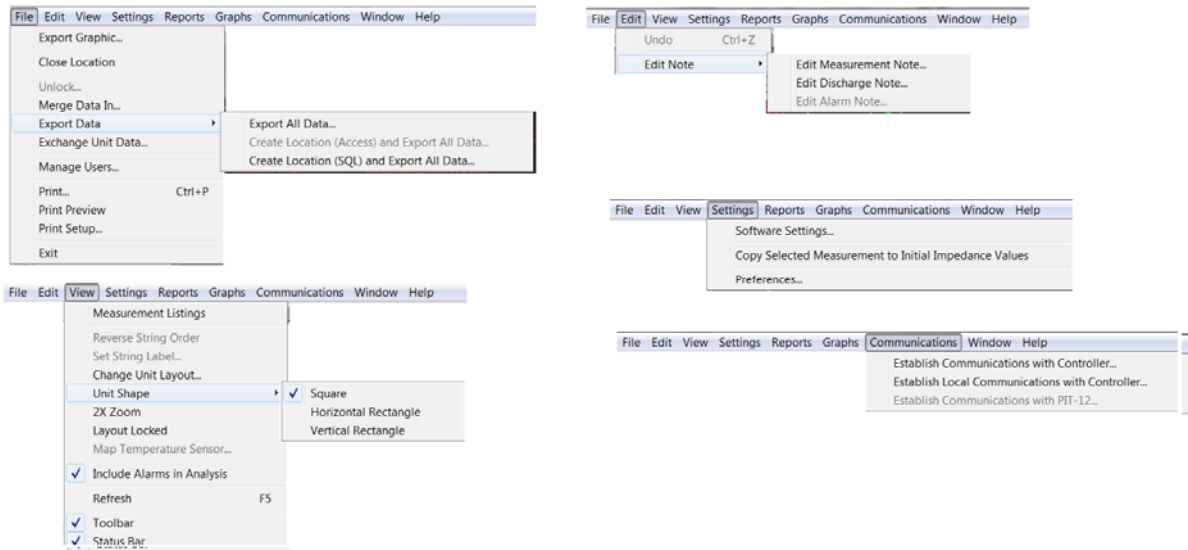 File Edit View Settings Reports Graphs Communications Window Help
Export Graphic...
Close Location
Unlock...
Merge Data In...
Export Data
Export All Data...
Create Location (Access) and Export All Data...
Create Location (SQL) and Export All Data...
Exchange Unit Data...
Manage Users...
Print... Ctrl+P
Print Preview
Print Setup...
Exit
File Edit View Settings Reports Graphs Communications Window Help
Undo Ctrl+Z
Edit Note
Edit Measurement Note...
Edit Discharge Note...
Edit Alarm Note...
File Edit View Settings Reports Graphs Communications Window Help
Software Settings...
Copy Selected Measurement to Initial Impedance Values
Preferences...
File Edit View Settings Reports Graphs Communications Window Help
Measurement Listings
Reverse String Order
Set String Label...
Change Unit Layout...
Unit Shape
Square
Horizontal Rectangle
Vertical Rectangle
2X Zoom
Layout Locked
Map Temperature Sensor...
Include Alarms in Analysis
Refresh F5
Toolbar
Status Bar
File Edit View Settings Reports Graphs Communications Window Help
Establish Communications with Controller...
Establish Local Communications with Controller...
Establish Communications with PIT-12...